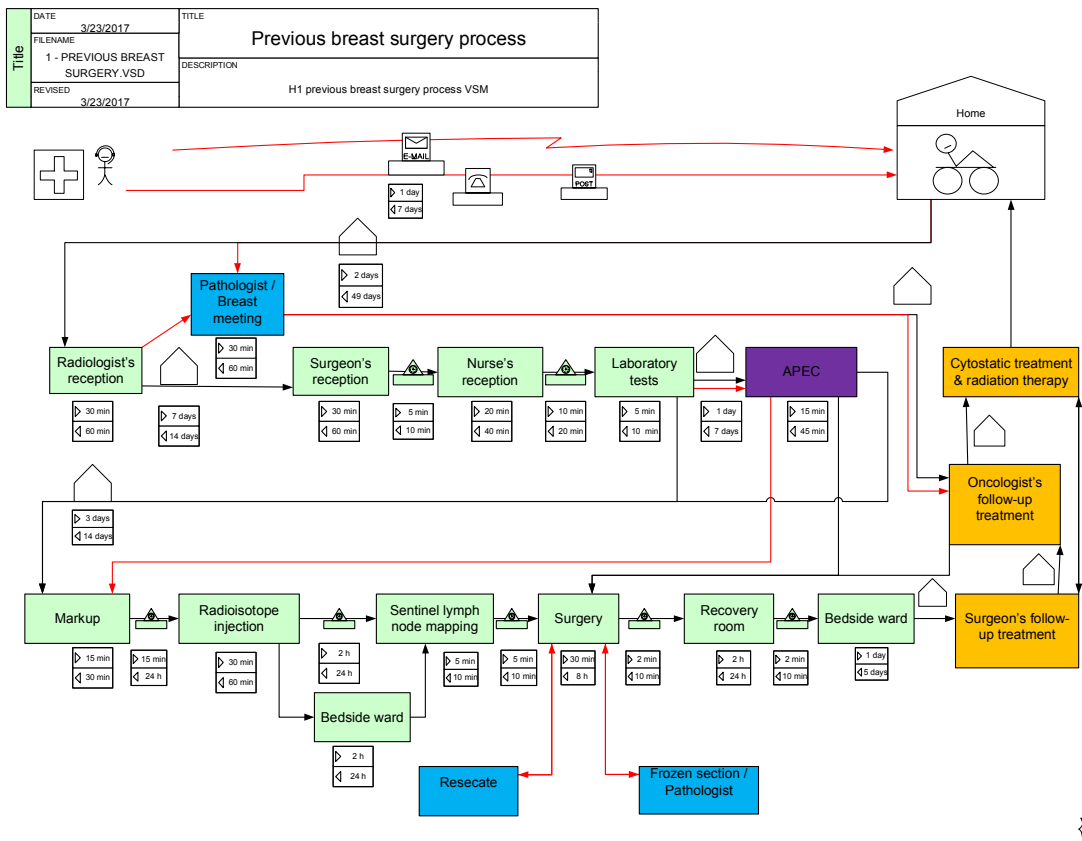 Title
DATE
3/23/2017
FILENAME
1 - PREVIOUS BREAST
SURGERY.VSD
REVISED
3/23/2017
TITLE
Previous breast surgery process
DESCRIPTION
H1 previous breast surgery process VSM
Home
E-MAIL
POST
1 day
7 days
2 days
49 days
Pathologist /
Breast
meeting
30 min
60 min
Radiologist's
reception
30 min
60 min
7 days
14 days
Surgeon's
reception
30 min
60 min
5 min
10 min
Nurse's
reception
20 min
40 min
10 min
20 min
Laboratory
tests
5 min
10 min
1 day
7 days
APEC
15 min
45 min
Cytostatic treatment
& radiation therapy
Oncologist's
follow-up
treatment
3 days
14 days
Markup
15 min
30 min
15 min
24 h
Radioisotope
injection
30 min
60 min
2 h
24 h
Sentinel lymph
node mapping
5 min
10 min
5 min
10 min
Surgery
30 min
8 h
2 min
10 min
Recovery
room
2 h
24 h
2 min
10 min
Bedside ward
1 day
5 days
Surgeon's follow-
up treatment
Bedside ward
2 h
24 h
Resecate
Frozen section /
Pathologist